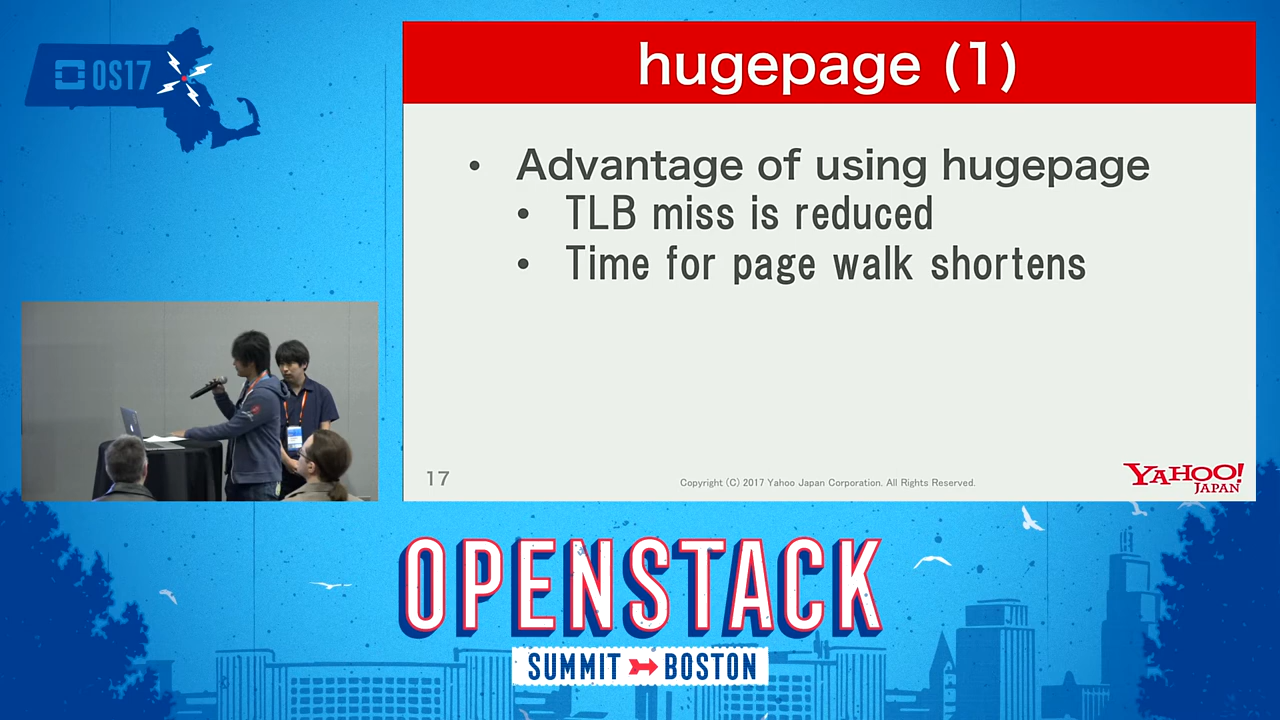 OS17
hugepage (1)
• Advantage of using hugepage
• TLB miss is reduced
• Time for page walk shortens
17
Copyright (C) 2017 Yahoo Japan Corporation. All Rights Reserved.
YAHOO!
JAPAN
OPENSTACK
SUMMIT BOSTON